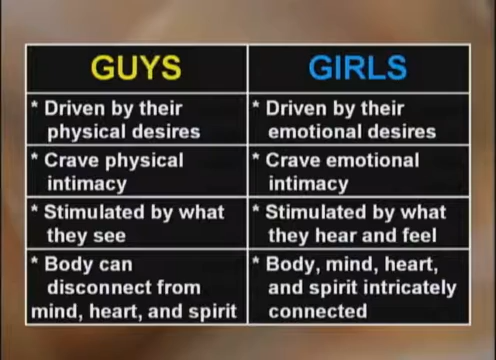 GUYS
GIRLS
* Driven by their
physical desires
* Driven by their
emotional desires
* Crave physical
intimacy
* Crave emotional
intimacy
* Stimulated by what
they see
* Stimulated by what
they hear and feel
* Body can
disconnect from
mind, heart, and spirit
* Body, mind, heart,
and spirit intricately
connected